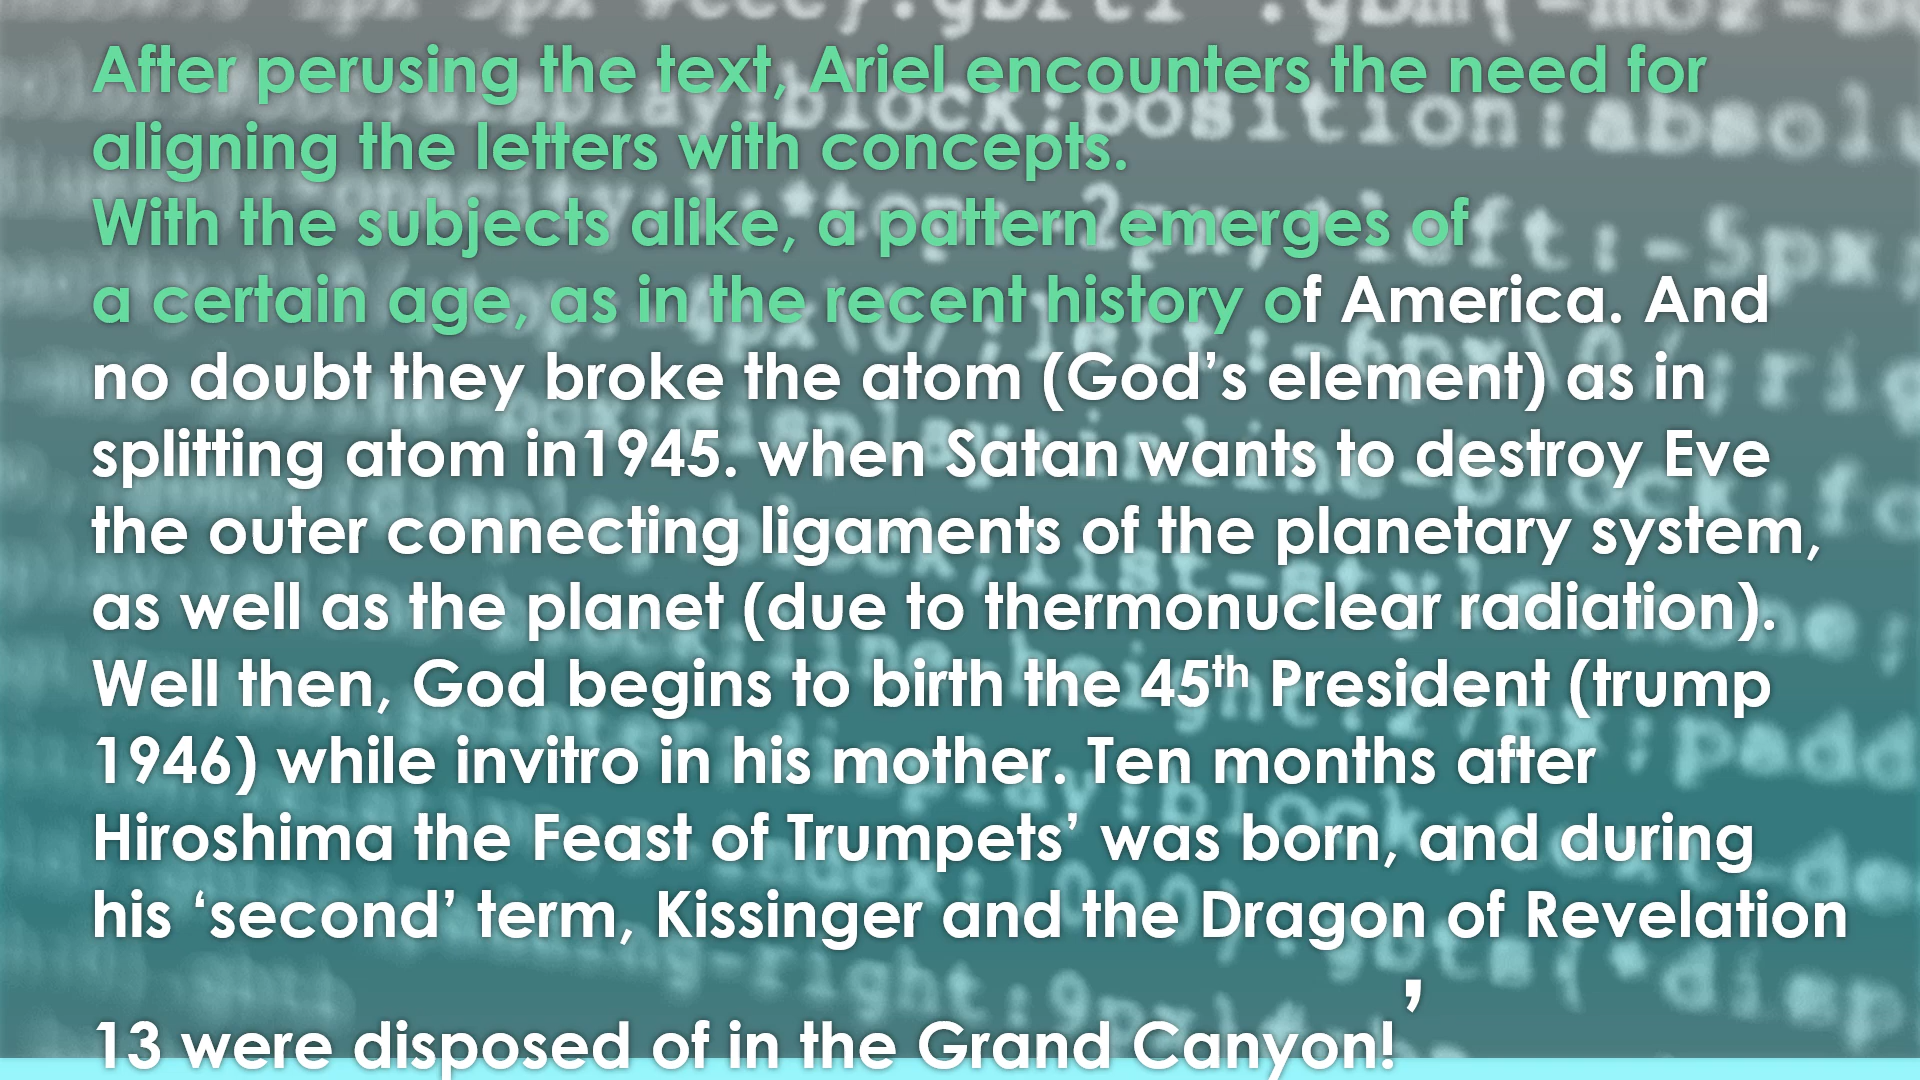 After perusing the text, Ariel encounters the need for
aligning the letters with concepts.
With the subjects alike, a pattern emerges of
a certain age, as in the recent history of America. And
no doubt they broke the atom (God’s element) as in
splitting atom in1945. when Satan wants to destroy Eve
the outer connecting ligaments of the planetary system,
as well as the planet (due to thermonuclear radiation).
Well then, God begins to birth the 45th President (trump
1946) while invitro in his mother. Ten months after
Hiroshima the Feast of Trumpets’ was born, and during
his ‘second’ term, Kissinger and the Dragon of Revelation
13 were disposed of in the Grand Canyon!’